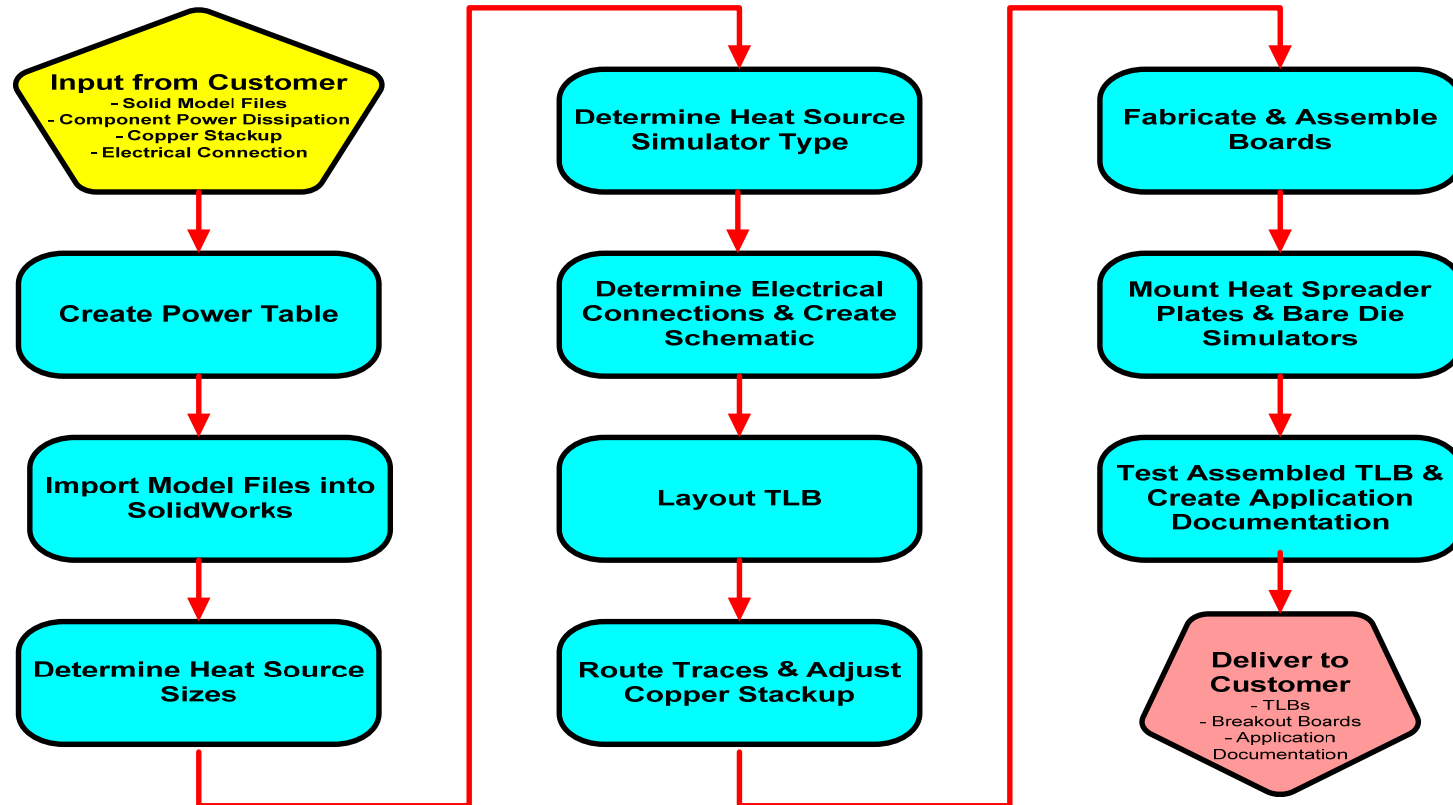 Input from Customer
- Solid Model Files
- Component Power Dissipation
- Copper Stackup
- Electrical Connection
Create Power Table
Import Model Files into
SolidWorks
Determine Heat Source
Sizes
Determine Heat Source
Simulator Type
Determine Electrical
Connections & Create
Schematic
Layout TLB
Route Traces & Adjust
Copper Stackup
Fabricate & Assemble
Boards
Mount Heat Spreader
Plates & Bare Die
Simulators
Test Assembled TLB &
Create Application
Documentation
Deliver to
Customer
- TLBs
- Breakout Boards
- Application
Documentation